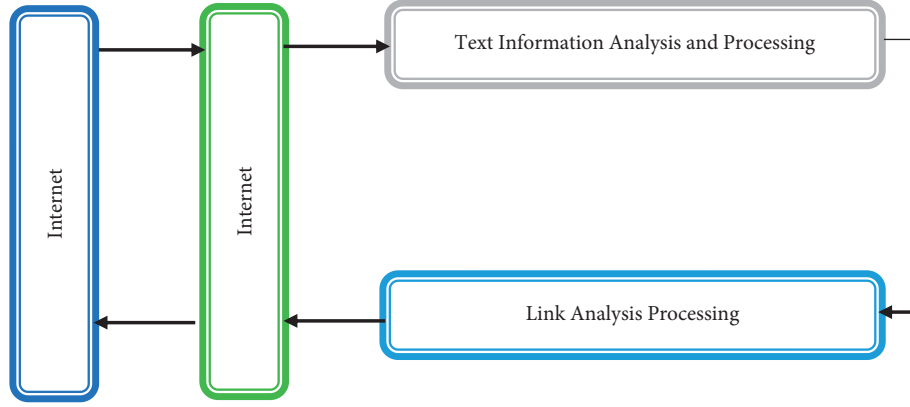 Internet
Internet
Text Information Analysis and Processing
Link Analysis Processing